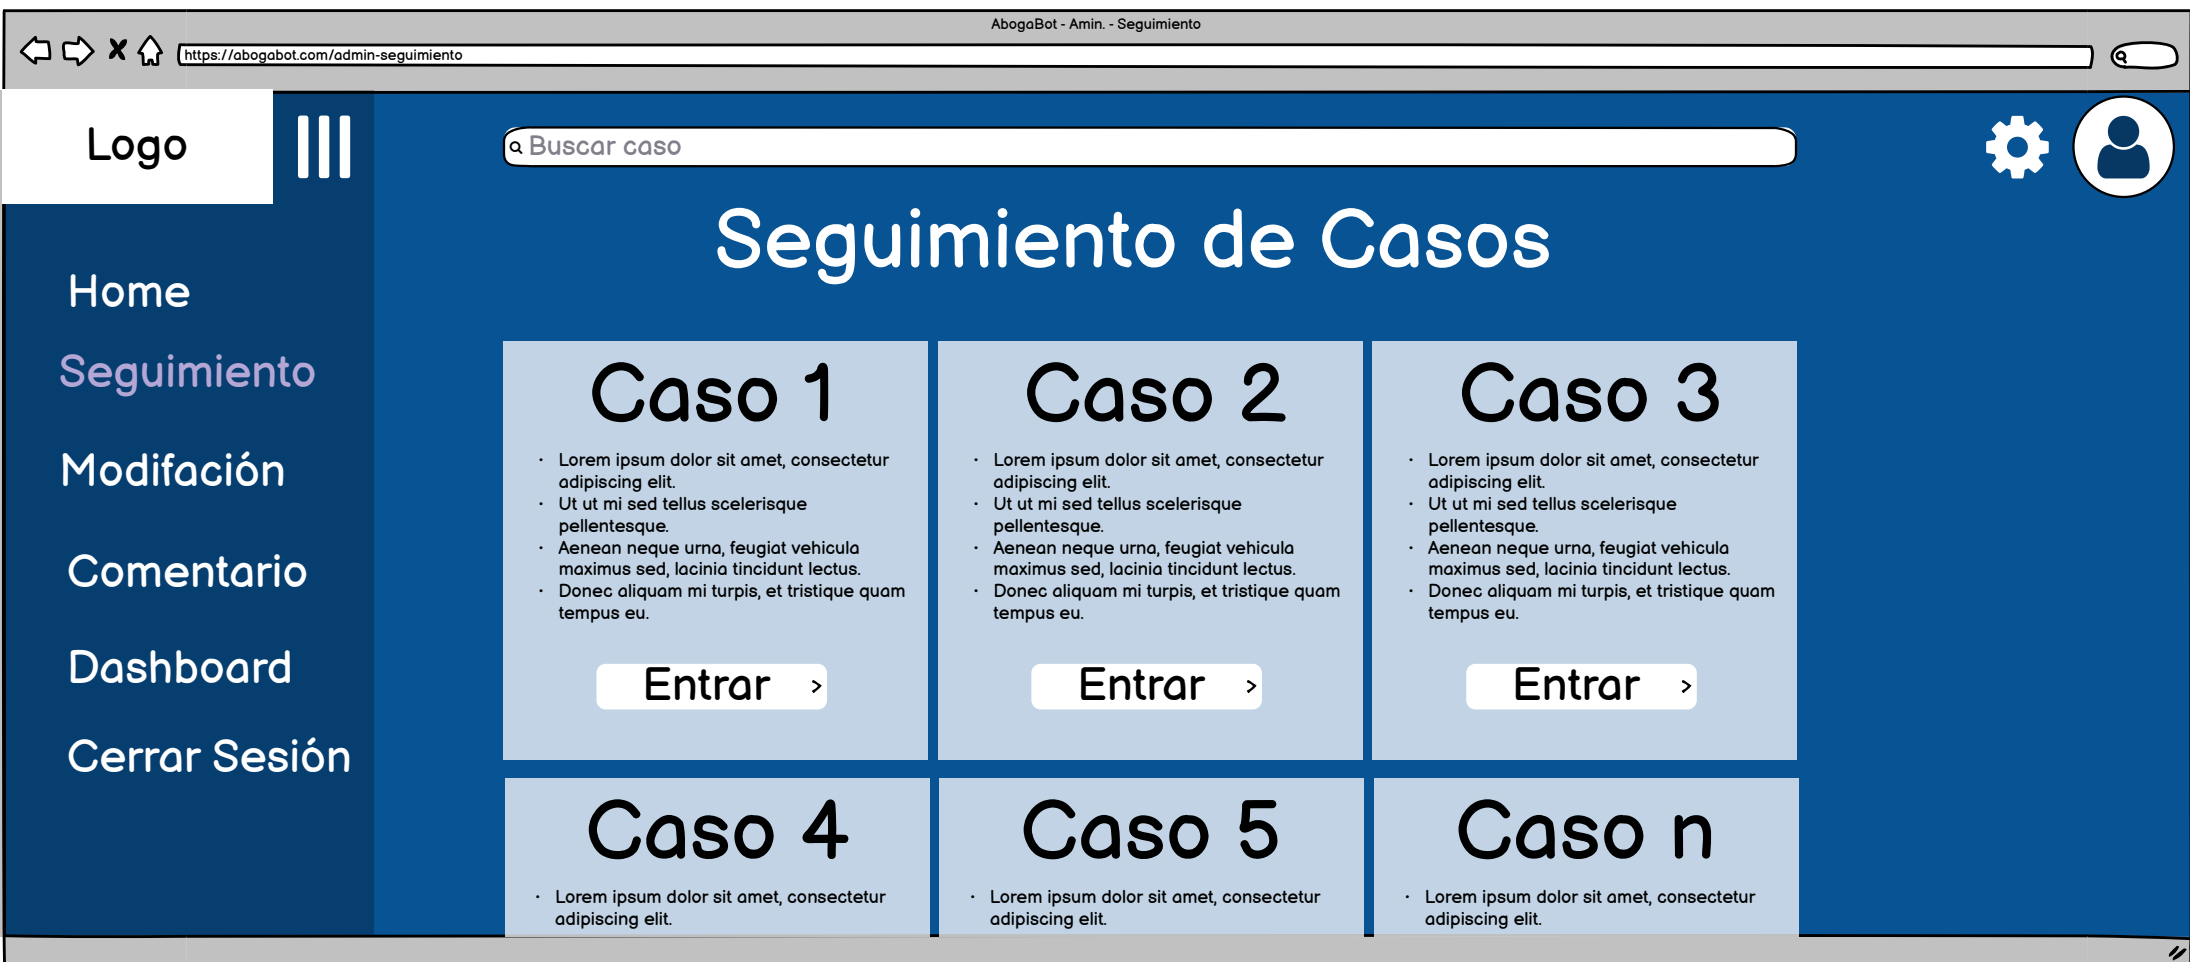 AbogaBot - Amin. - Seguimiento
https://abogabot.com/admin-seguimiento
Logo
Buscar caso
Seguimiento de Casos
Home
Seguimiento
Modifación
Comentario
Dashboard
Cerrar Sesión
Caso 1
· Lorem ipsum dolor sit amet, consectetur
adipiscing elit.
· Ut ut mi sed tellus scelerisque
pellentesque.
· Aenean neque urna, feugiat vehicula
maximus sed, lacinia tincidunt lectus.
· Donec aliquam mi turpis, et tristique quam
tempus eu.
Entrar >
Caso 2
· Lorem ipsum dolor sit amet, consectetur
adipiscing elit.
· Ut ut mi sed tellus scelerisque
pellentesque.
· Aenean neque urna, feugiat vehicula
maximus sed, lacinia tincidunt lectus.
· Donec aliquam mi turpis, et tristique quam
tempus eu.
Entrar >
Caso 3
· Lorem ipsum dolor sit amet, consectetur
adipiscing elit.
· Ut ut mi sed tellus scelerisque
pellentesque.
· Aenean neque urna, feugiat vehicula
maximus sed, lacinia tincidunt lectus.
· Donec aliquam mi turpis, et tristique quam
tempus eu.
Entrar >
Caso 4
· Lorem ipsum dolor sit amet, consectetur
adipiscing elit.
Caso 5
· Lorem ipsum dolor sit amet, consectetur
adipiscing elit.
Caso n
· Lorem ipsum dolor sit amet, consectetur
adipiscing elit.